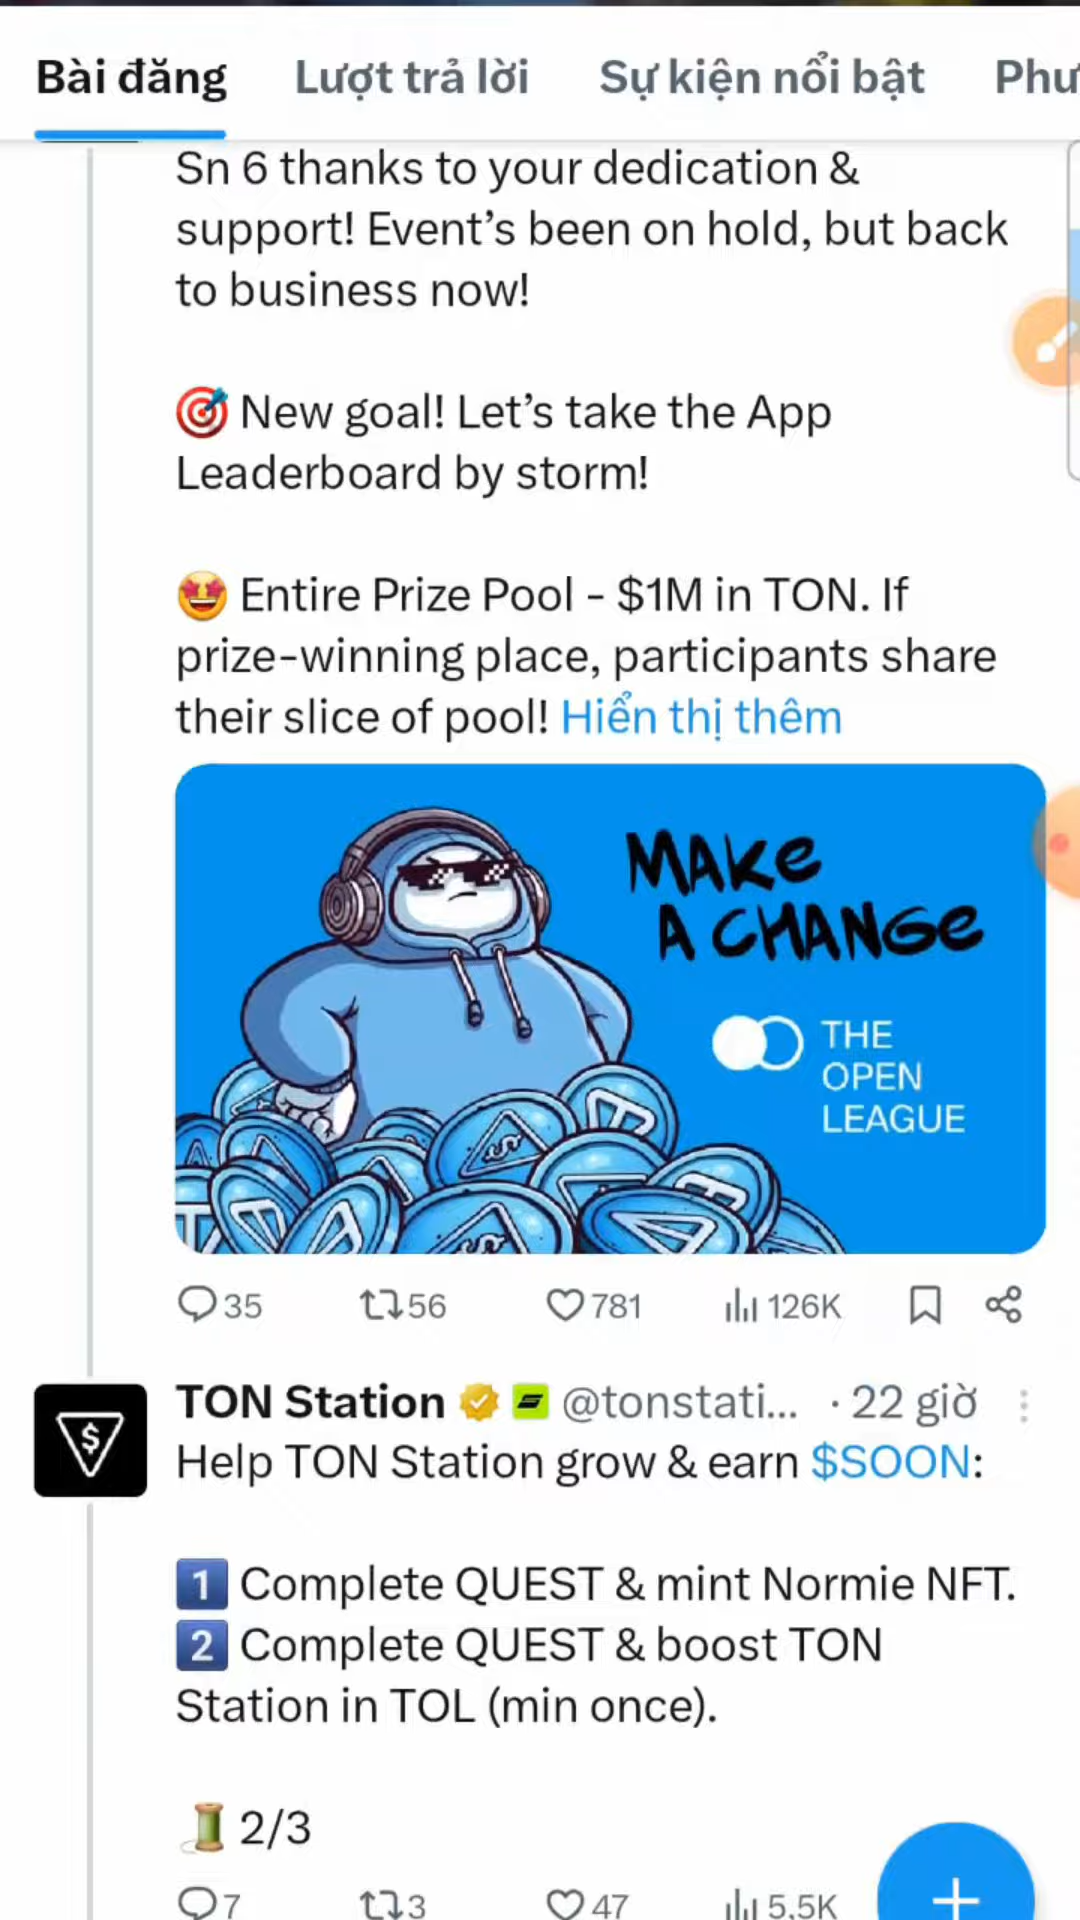 Bài đăng Lượt trả lời Sự kiện nổi bật Phư
Sn 6 thanks to your dedication &
support! Event’s been on hold, but back
to business now!
🎯 New goal! Let’s take the App
Leaderboard by storm!
🤩 Entire Prize Pool - $1M in TON. If
prize-winning place, participants share
their slice of pool! Hiển thị thêm
MAKE
A CHANGE
THE
OPEN
LEAGUE
35 56 781 126K
TON Station @tonstati... · 22 giờ
Help TON Station grow & earn $SOON:
1️⃣ Complete QUEST & mint Normie NFT.
2️⃣ Complete QUEST & boost TON
Station in TOL (min once).
🧵 2/3
7 3 47 5,5K